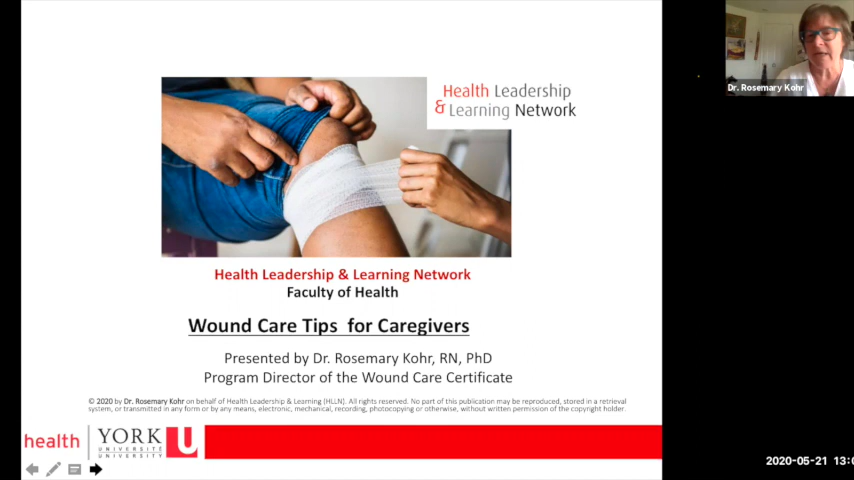 Health Leadership
& Learning Network
Dr. Rosemary Kohr
Health Leadership & Learning Network
Faculty of Health
Wound Care Tips for Caregivers
Presented by Dr. Rosemary Kohr, RN, PhD
Program Director of the Wound Care Certificate
© 2020 by Dr. Rosemary Kohr on behalf of Health Leadership & Learning (HLLN). All rights reserved. No part of this publication may be reproduced, stored in a retrieval
system, or transmitted in any form or by any means, electronic, mechanical, recording, photocopying or otherwise, without written permission of the copyright holder.
health
YORK U
UNIVERSITÉ
UNIVERSITY
2020-05-21 13:0